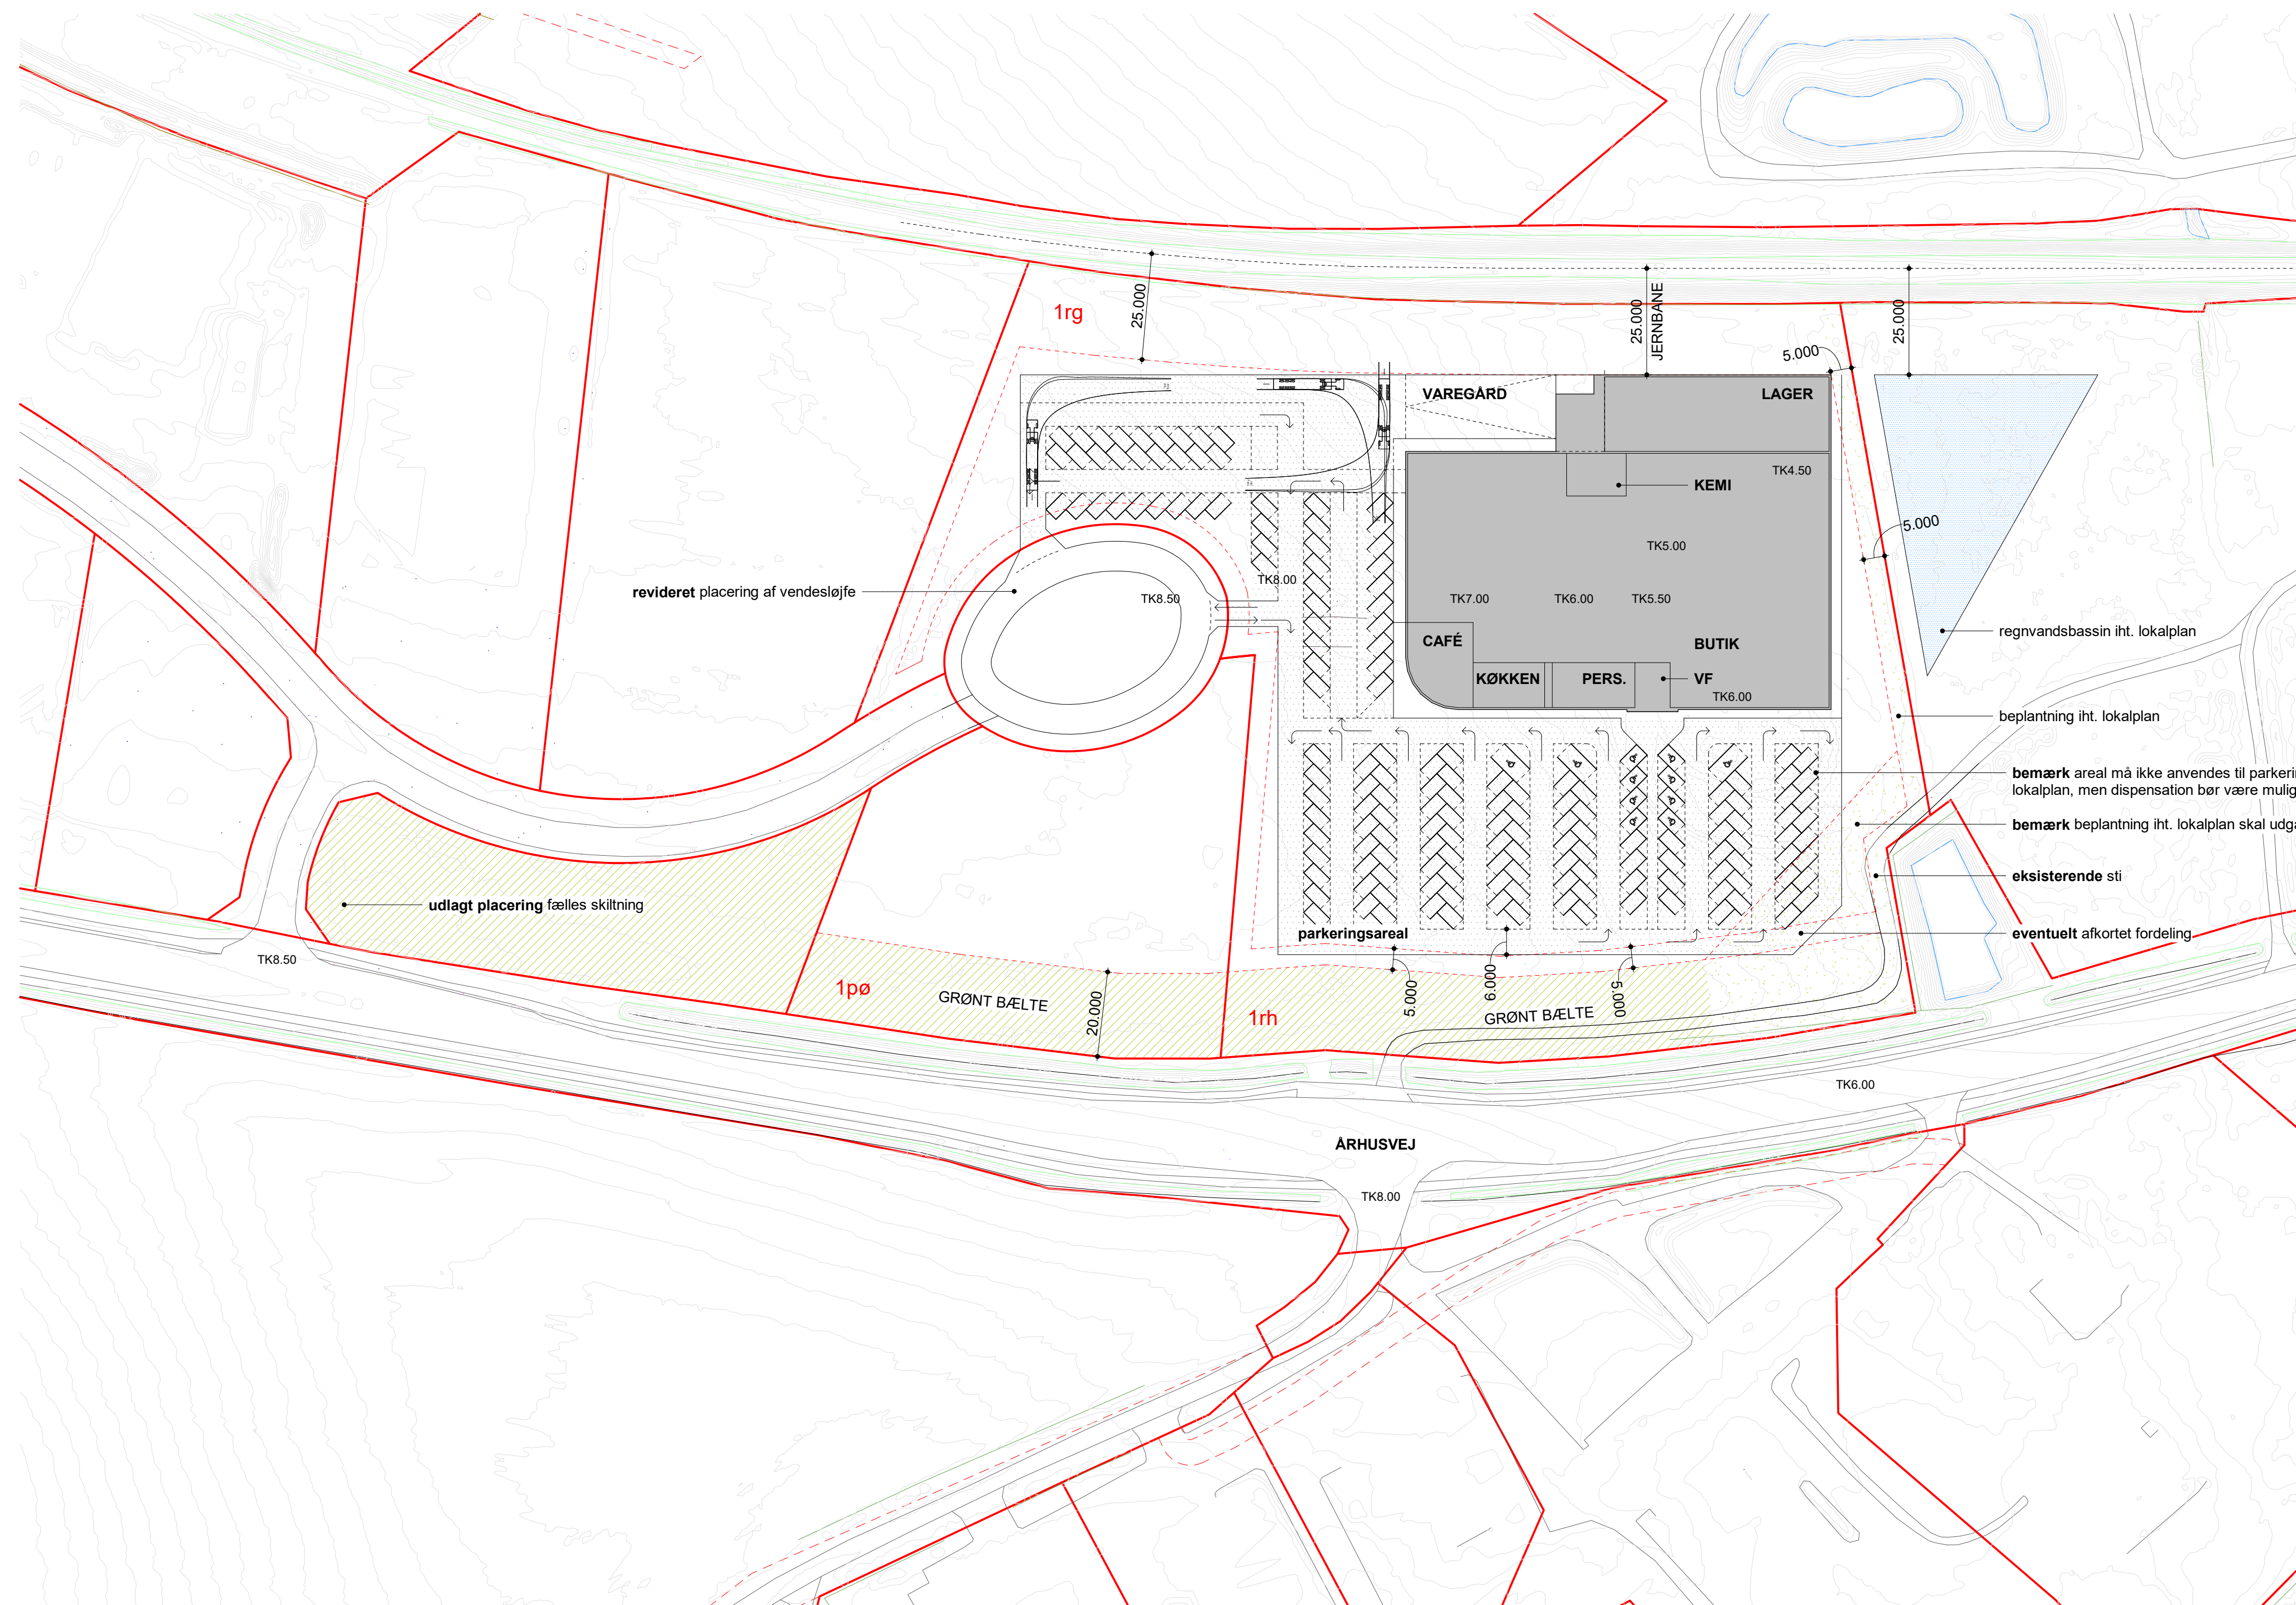 1rg
25.000
25.000
JERNBANE
25.000
5.000
VAREGÅRD
LAGER
TK4.50
KEMI
5.000
TK5.00
TK8.00
revideret placering af vendesløjfe
TK8.50
TK7.00
TK6.00
TK5.50
regnvandsbassin iht. lokalplan
CAFÉ
BUTIK
KØKKEN
PERS.
VF
TK6.00
beplantning iht. lokalplan
bemærk areal må ikke anvendes til
lokalplan, men dispensation bør være
bemærk beplantning iht. lokalplan skal
eksisterende sti
udlagt placering fælles skiltning
parkeringsareal
eventuelt afkortet fordeling
TK8.50
1pø
GRØNT BÆLTE
20.000
1rh
5.000
6.000
5.000
GRØNT BÆLTE
TK6.00
ÅRHUSVEJ
TK8.00